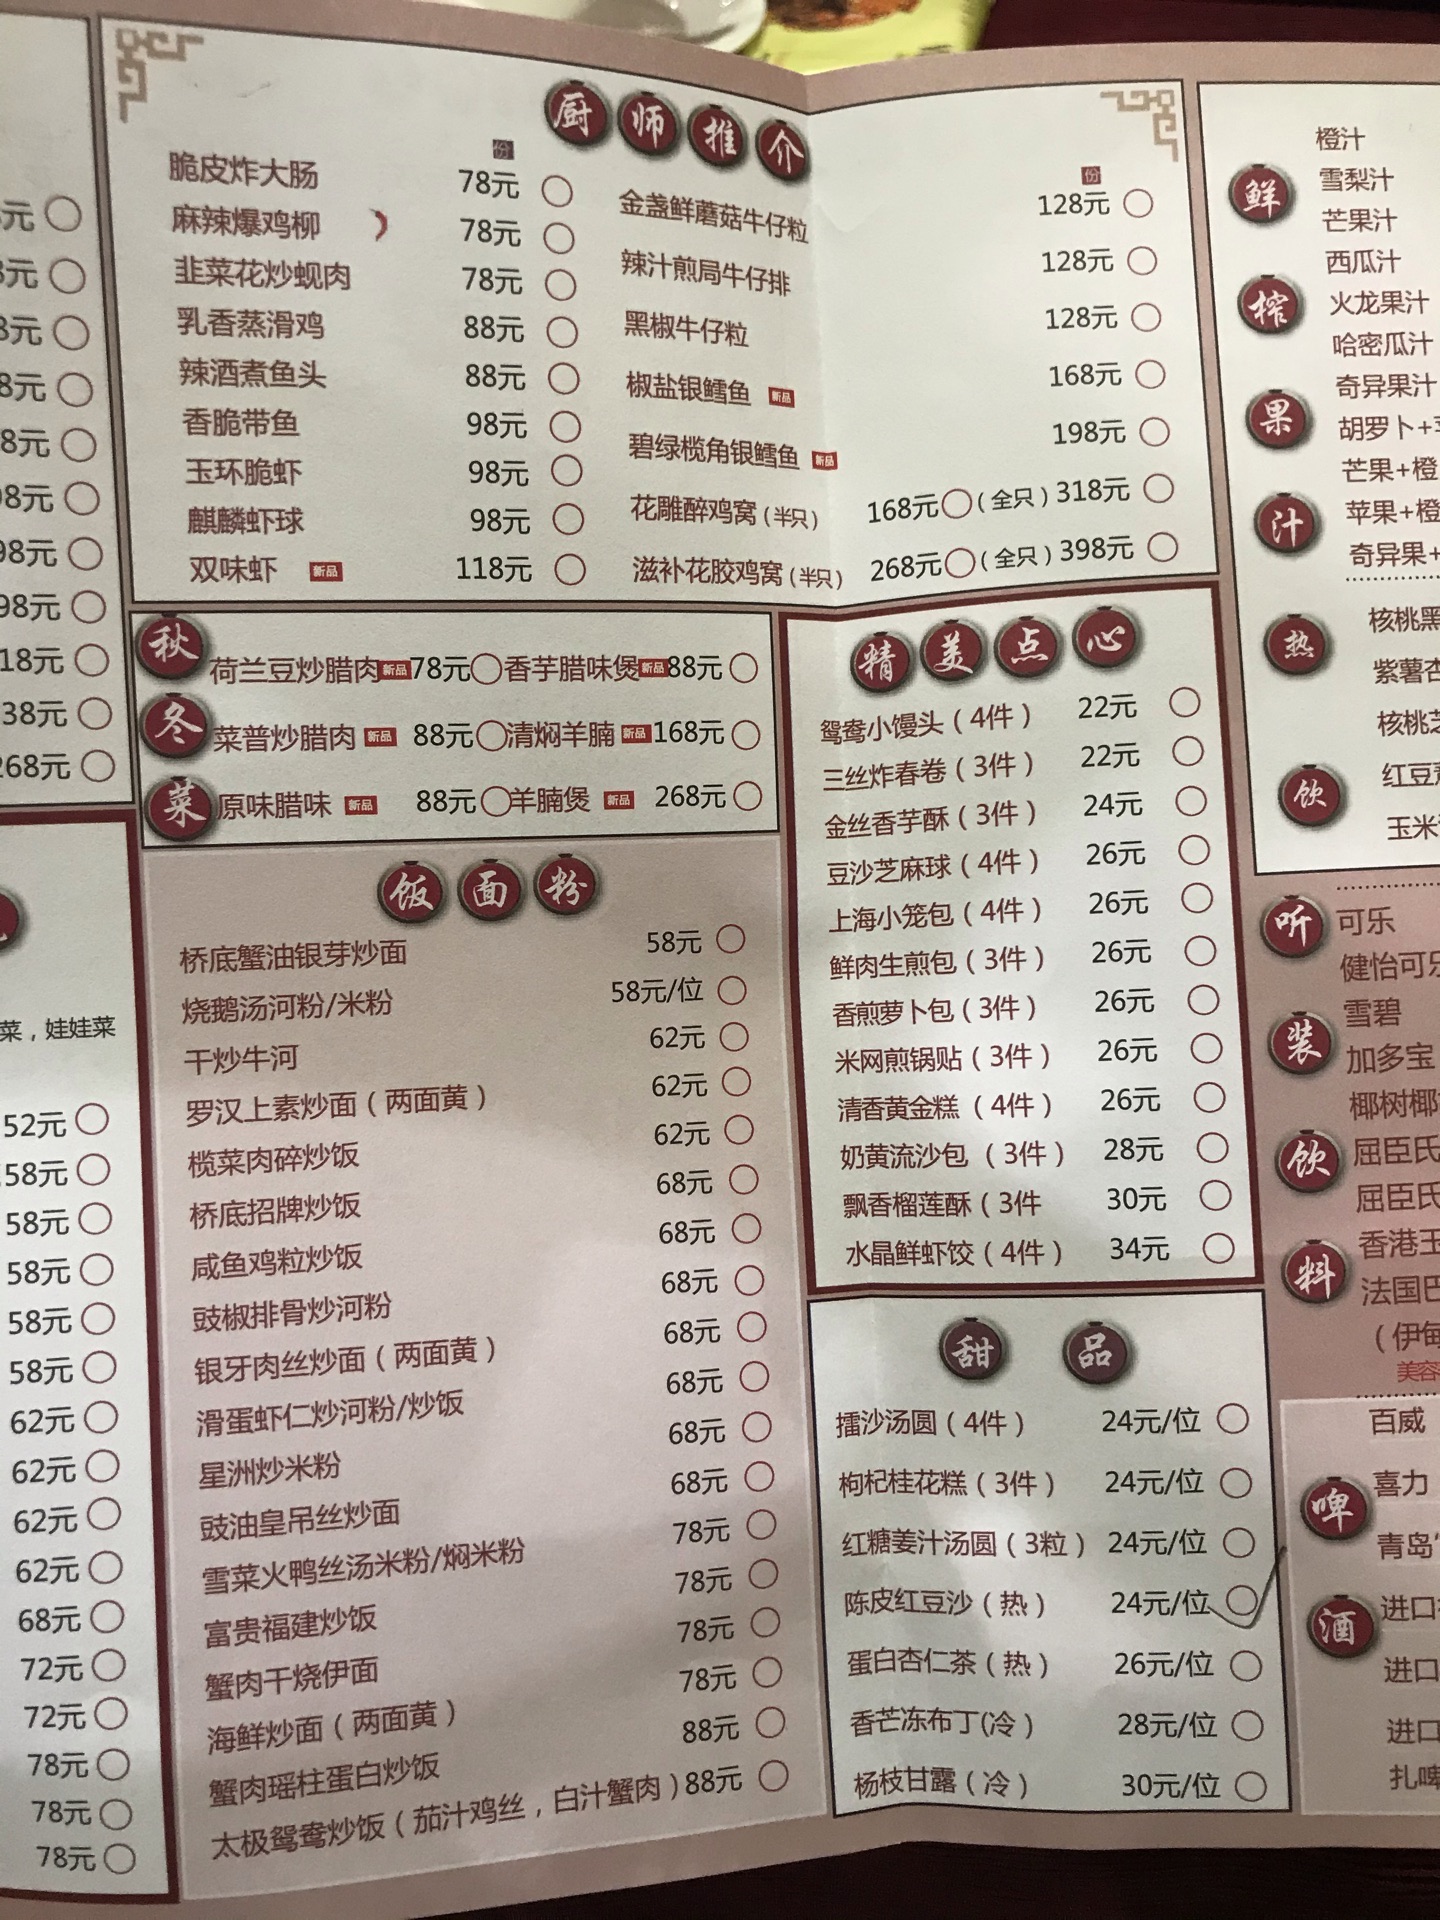 厨师推介
份
脆皮炸大肠 78元
麻辣爆鸡柳 78元
韭菜花炒蚬肉 78元
乳香蒸滑鸡 88元
辣酒煮鱼头 88元
香脆带鱼 98元
玉环脆虾 98元
麒麟虾球 98元
双味虾 新品 118元
份
金盏鲜蘑菇牛仔粒 128元
辣汁煎局牛仔排 128元
黑椒牛仔粒 128元
椒盐银鳕鱼 新品 168元
碧绿榄角银鳕鱼 新品 198元
花雕醉鸡窝(半只) 168元 (全只) 318元
滋补花胶鸡窝(半只) 268元 (全只) 398元
秋冬菜
荷兰豆炒腊肉 新品 78元 香芋腊味煲 新品 88元
菜普炒腊肉 新品 88元 清焖羊腩 新品 168元
原味腊味 新品 88元 羊腩煲 新品 268元
饭面粉
桥底蟹油银芽炒面 58元
烧鹅汤河粉/米粉 58元/位
干炒牛河 62元
罗汉上素炒面(两面黄) 62元
榄菜肉碎炒饭 62元
桥底招牌炒饭 68元
咸鱼鸡粒炒饭 68元
豉椒排骨炒河粉 68元
银牙肉丝炒面(两面黄) 68元
滑蛋虾仁炒河粉/炒饭 68元
星洲炒米粉 68元
豉油皇吊丝炒面 68元
雪菜火鸭丝汤米粉/焖米粉 78元
富贵福建炒饭 78元
蟹肉干烧伊面 78元
海鲜炒面(两面黄) 78元
蟹肉瑶柱蛋白炒饭 88元
太极鸳鸯炒饭(茄汁鸡丝,白汁蟹肉) 88元
精美点心
鸳鸯小馒头(4件) 22元
三丝炸春卷(3件) 22元
金丝香芋酥(3件) 24元
豆沙芝麻球(4件) 26元
上海小笼包(4件) 26元
鲜肉生煎包(3件) 26元
香煎萝卜包(3件) 26元
米网煎锅贴(3件) 26元
清香黄金糕(4件) 26元
奶黄流沙包(3件) 28元
飘香榴莲酥(3件 30元
水晶鲜虾饺(4件) 34元
甜品
擂沙汤圆(4件) 24元/位
枸杞桂花糕(3件) 24元/位
红糖姜汁汤圆(3粒) 24元/位
陈皮红豆沙(热) 24元/位
蛋白杏仁茶(热) 26元/位
香芒冻布丁(冷) 28元/位
杨枝甘露(冷) 30元/位
鲜榨果汁
橙汁
雪梨汁
芒果汁
西瓜汁
火龙果汁
哈密瓜汁
奇异果汁
胡罗卜+
芒果+橙
苹果+橙
奇异果+
热饮
核桃黑
紫薯杏
核桃芝
红豆
玉米
听装饮料
可乐
健怡可乐
雪碧
加多宝
椰树椰
屈臣氏
屈臣氏
香港玉
法国巴
(伊甸
美容
啤酒
百威
喜力
青岛
进口
进口
进口
扎啤
元
8元
8元
8元
8元
98元
98元
98元
18元
38元
268元
菜,娃娃菜
52元
58元
58元
58元
58元
58元
62元
62元
62元
62元
68元
72元
72元
78元
78元
78元